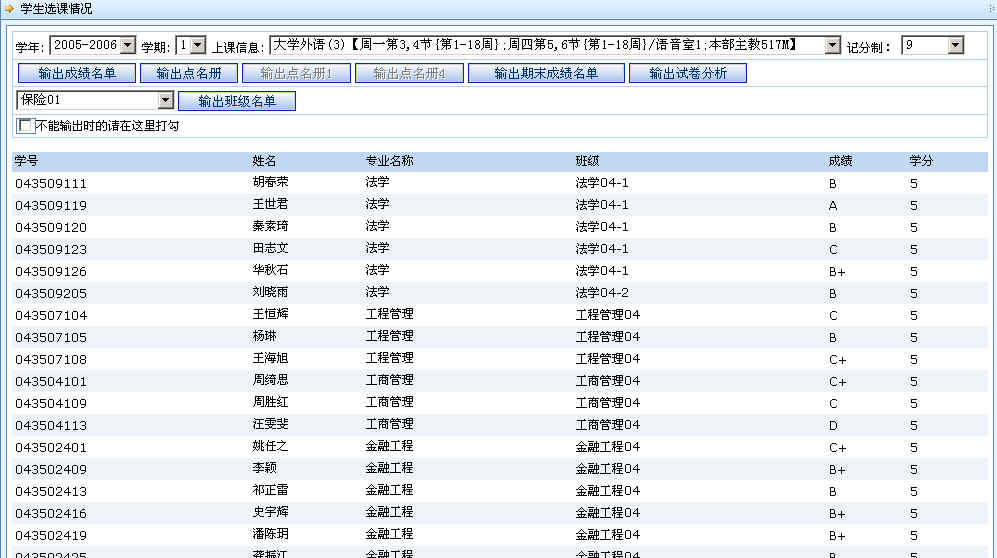 学生选课情况
学年: 2005-2006 学期: 1 上课信息: 大学外语(3)【周一第3,4节{第1-18周};周四第5,6节{第1-18周}/语音室1;本部主教517M】 记分制: 9
输出成绩名单 输出点名册 输出点名册1 输出点名册4 输出期末成绩名单 输出试卷分析
保险01 输出班级名单
不能输出时的请在这里打勾
学号 姓名 专业名称 班级 成绩 学分
043509111 胡春荣 法学 法学04-1 B 5
043509119 王世君 法学 法学04-1 A 5
043509120 秦素琦 法学 法学04-1 B 5
043509123 田志文 法学 法学04-1 C 5
043509126 华秋石 法学 法学04-1 B+ 5
043509205 刘晓雨 法学 法学04-2 B 5
043507104 王恒辉 工程管理 工程管理04 C 5
043507105 杨琳 工程管理 工程管理04 B 5
043507108 王海旭 工程管理 工程管理04 C+ 5
043504101 周绮思 工商管理 工商管理04 C+ 5
043504109 周胜红 工商管理 工商管理04 C 5
043504113 汪雯斐 工商管理 工商管理04 D 5
043502401 姚任之 金融工程 金融工程04 C+ 5
043502409 李颖 金融工程 金融工程04 B+ 5
043502413 祁正雷 金融工程 金融工程04 B 5
043502416 史宇辉 金融工程 金融工程04 B+ 5
043502419 潘陈玥 金融工程 金融工程04 B+ 5
043502425 龚振江 金融工程 金融工程04 B 5